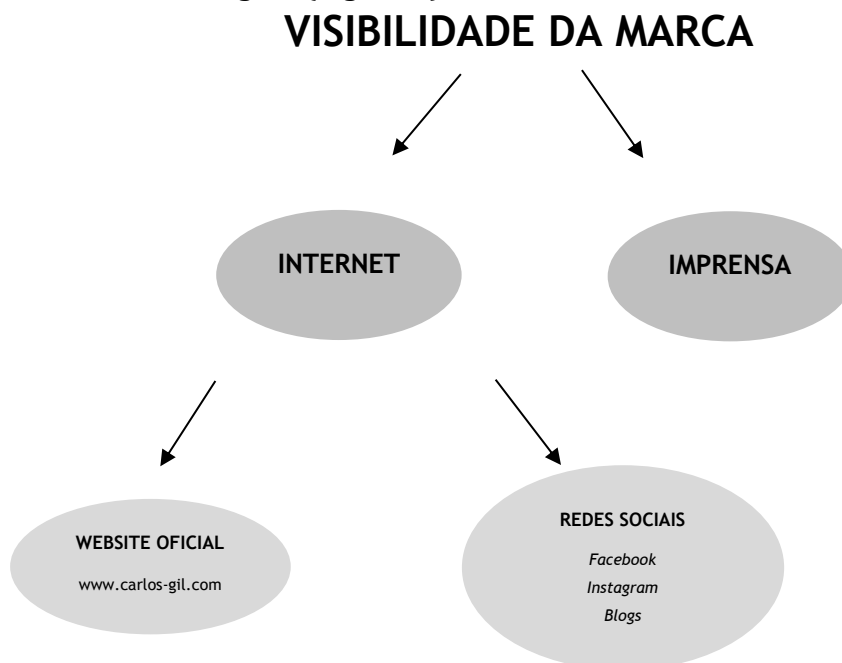 VISIBILIDADE DA MARCA
INTERNET
IMPRENSA
WEBSITE OFICIAL
www.carlos-gil.com
REDES SOCIAIS
Facebook
Instagram
Blogs